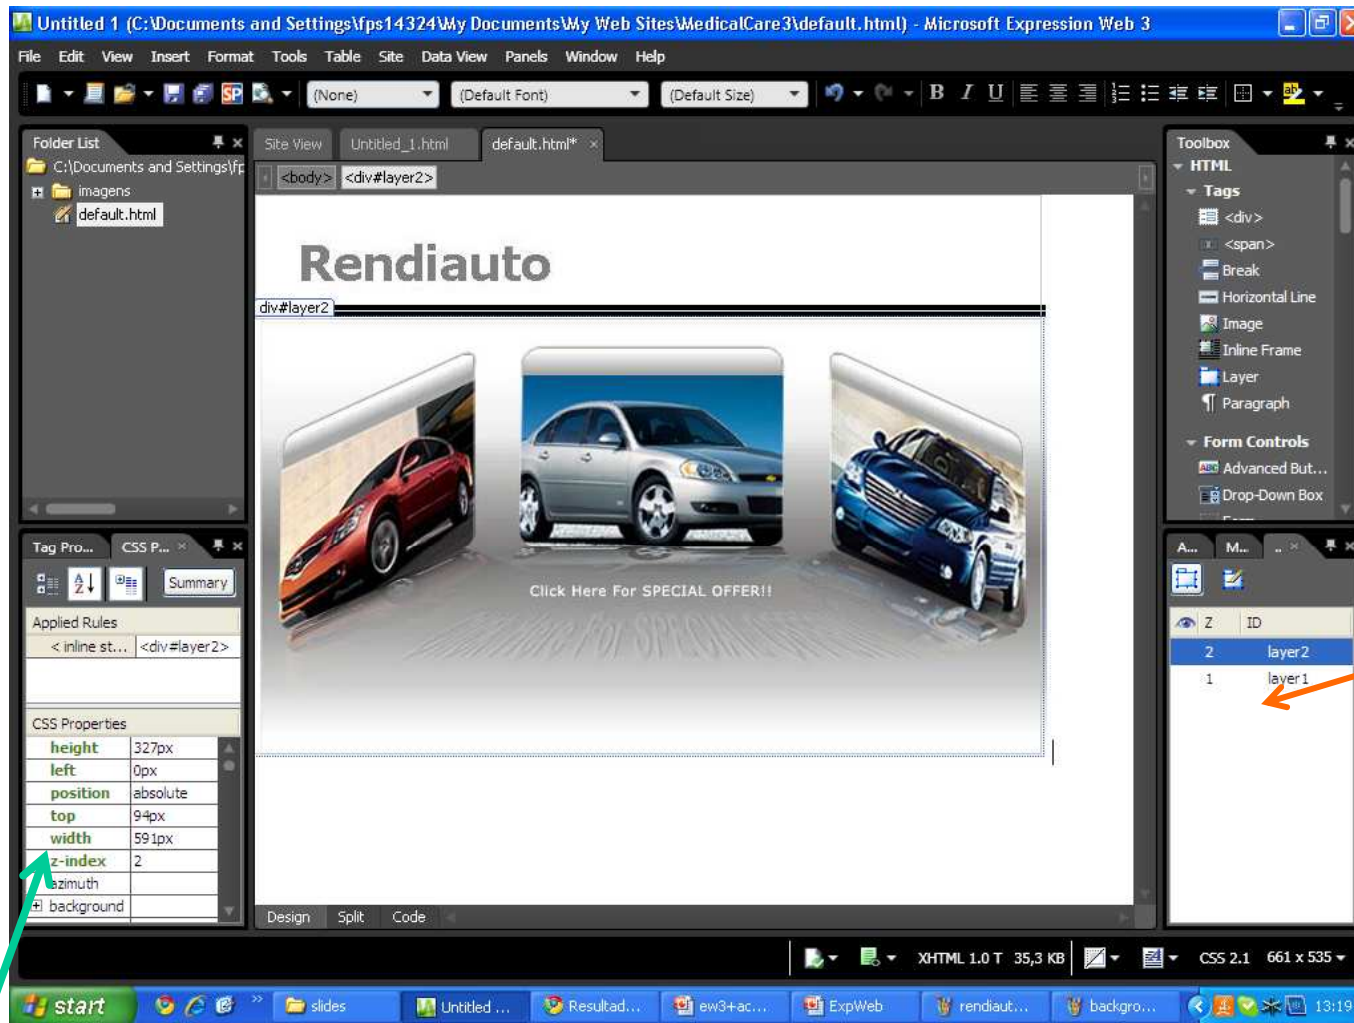 Untitled 1 (C:\Documents and Settings\fps14324\My Documents\My Web Sites\MedicalCare3\default.html) - Microsoft Expression Web 3
File Edit View Insert Format Tools Table Site Data View Panels Window Help
(None) (Default Font) (Default Size) B I U
Folder List
C:\Documents and Settings\fp
imagens
default.html
Site View Untitled_1.html default.html*
<body> <div#layer2>
Rendiauto
div#layer2
Click Here For SPECIAL OFFER!!
Design Split Code
Toolbox
HTML
Tags
<div>
<span>
Break
Horizontal Line
Image
Inline Frame
Layer
Paragraph
Form Controls
Advanced But...
Drop-Down Box
Tag Pro... CSS P...
Summary
Applied Rules
< inline st... <div#layer2>
CSS Properties
height 327px
left 0px
position absolute
top 94px
width 591px
z-index 2
azimuth
background
A... M... ..
Z ID
2 layer2
1 layer1
XHTML 1.0 T 35,3 KB CSS 2.1 661 x 535
start slides Untitled ... Resultad... ew3+ac... ExpWeb rendiaut... backgro... 13:19